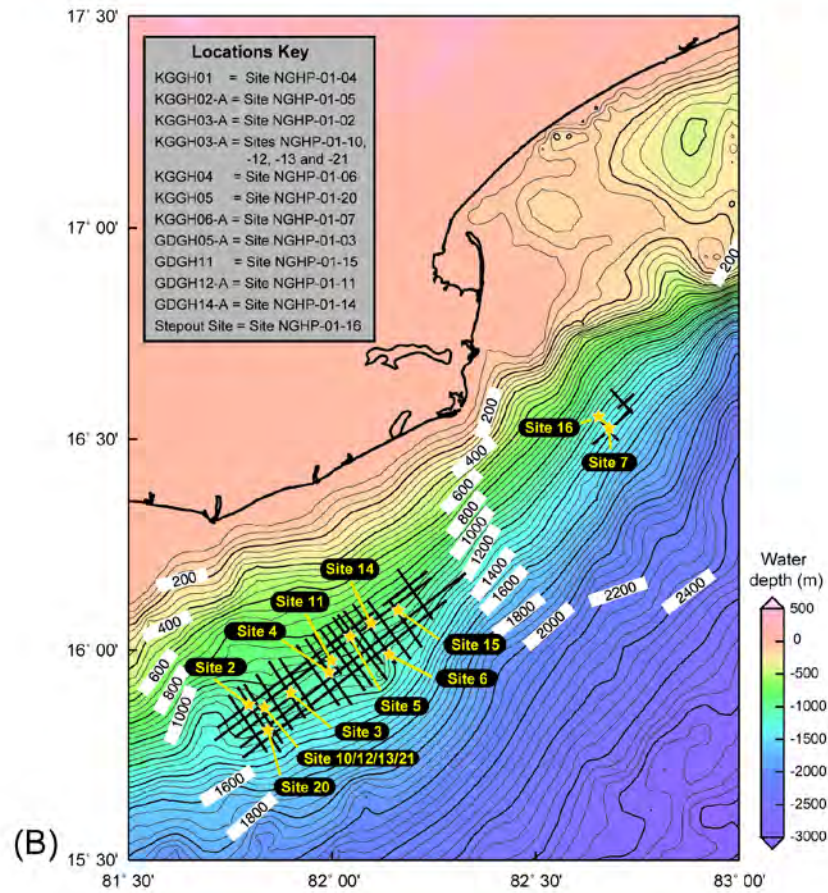 17˚ 30'
Locations Key
KGGH01 = Site NGHP-01-04
KGGH02-A = Site NGHP-01-05
KGGH03-A = Site NGHP-01-02
KGGH03-A = Sites NGHP-01-10,
-12, -13 and -21
KGGH04 = Site NGHP-01-06
KGGH05 = Site NGHP-01-20
KGGH06-A = Site NGHP-01-07
GDGH05-A = Site NGHP-01-03
GDGH11 = Site NGHP-01-15
GDGH12-A = Site NGHP-01-11
GDGH14-A = Site NGHP-01-14
Stepout Site = Site NGHP-01-16
17˚ 00'
200
16˚ 30'
200
400
600
800
1000
1200
1400
1600
1800
2000
2200
2400
Site 16
Site 7
200
400
600
800
1000
1600
1800
Site 14
Site 11
Site 4
Site 2
Site 15
Site 6
Site 5
Site 3
Site 10/12/13/21
Site 20
16˚ 00'
15˚ 30'
81˚ 30'
82˚ 00'
82˚ 30'
83˚ 00'
Water
depth (m)
500
0
-500
-1000
-1500
-2000
-2500
-3000
(B)